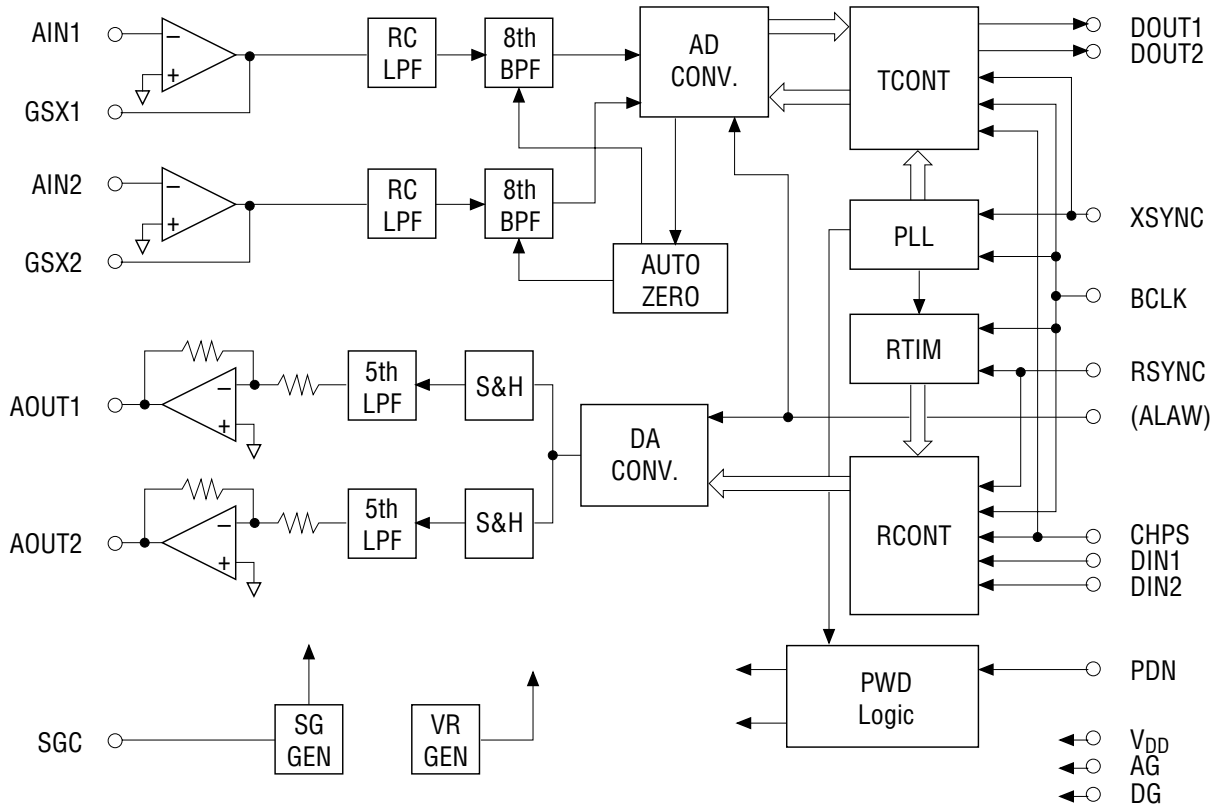 AIN1
−
+
GSX1
RC
LPF
8th
BPF
AD
CONV.
TCONT
DOUT1
DOUT2
AIN2
−
+
GSX2
RC
LPF
8th
BPF
AUTO
ZERO
PLL
XSYNC
BCLK
RTIM
RSYNC
(ALAW)
AOUT1
−
+
5th
LPF
S&H
DA
CONV.
AOUT2
−
+
5th
LPF
S&H
RCONT
CHPS
DIN1
DIN2
SGC
SG
GEN
VR
GEN
PWD
Logic
PDN
VDD
AG
DG